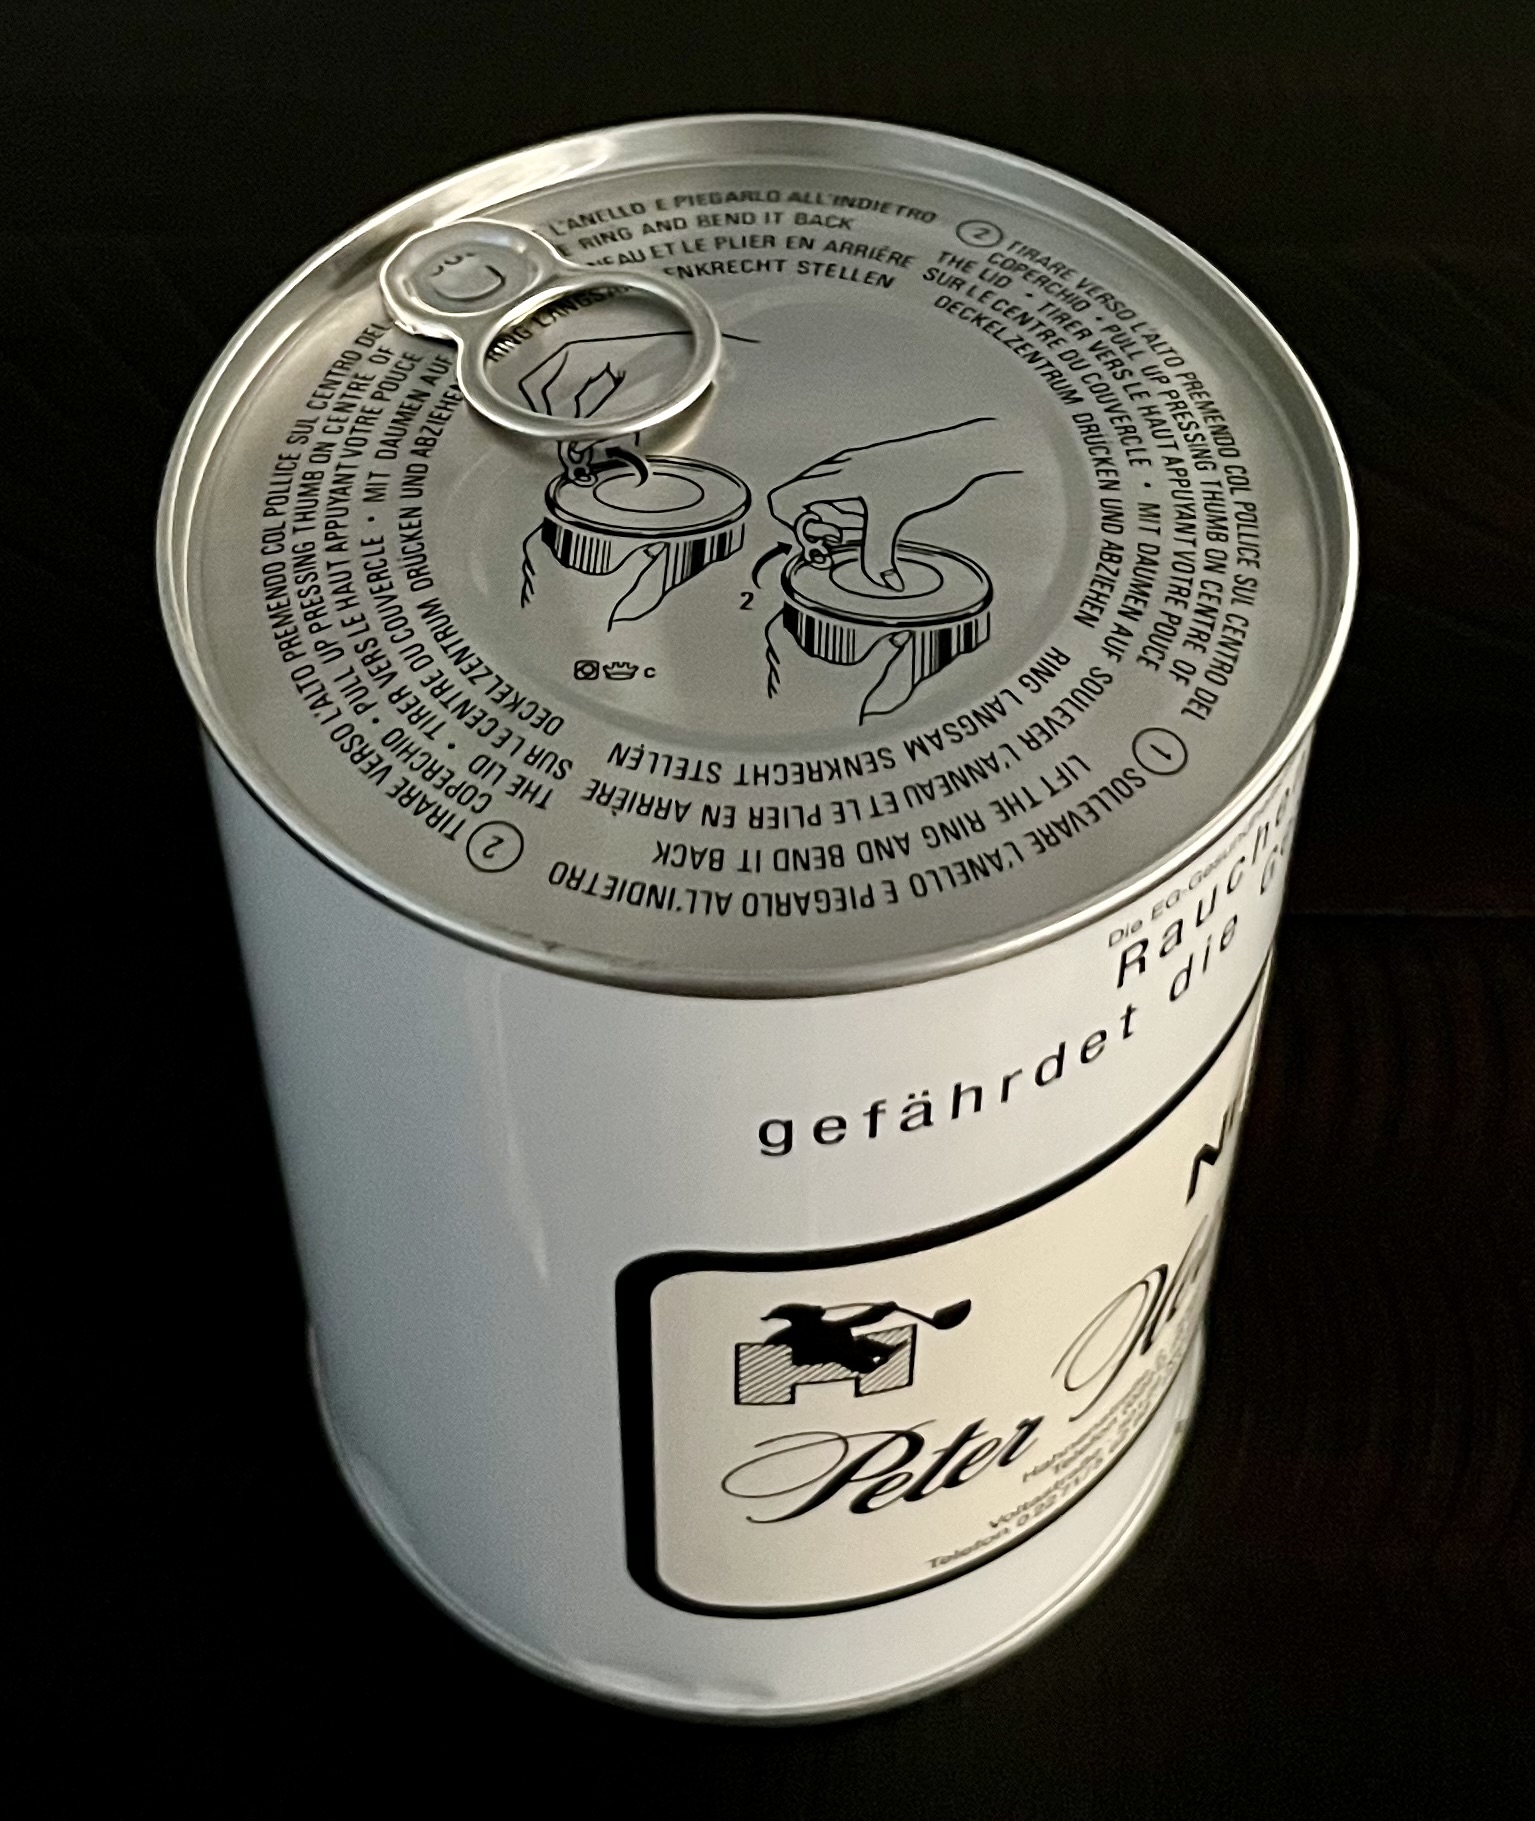 L'ANELLO E PIEGARLO ALL'INDIETRO
RING AND BEND IT BACK
ET LE PLIER EN ARRIÈRE
STELLEN
RING
② TIRARE VERSO L'ALTO PREMENDO COL POLLICE SUL CENTRO DEL
COPERCHIO • PULL UP PRESSING THUMB ON CENTRE OF
THE LID • TIRER VERS LE HAUT APPUYANT VOTRE POUCE
SUR LE CENTRE DU COUVERCLE • MIT DAUMEN AUF
DECKELZENTRUM DRÜCKEN UND ABZIEHEN
① SOLLEVARE L'ANELLO E PIEGARLO ALL'INDIETRO
LIFT THE RING AND BEND IT BACK
SOULEVER L'ANNEAU ET LE PLIER EN ARRIÈRE
RING LANGSAM SENKRECHT STELLEN
② TIRARE VERSO L'ALTO PREMENDO COL POLLICE SUL CENTRO DEL
COPERCHIO • PULL UP PRESSING THUMB ON CENTRE OF
THE LID • TIRER VERS LE HAUT APPUYANT VOTRE POUCE
SUR LE CENTRE DU COUVERCLE • MIT DAUMEN AUF
DECKELZENTRUM DRÜCKEN UND ABZIEHEN
2
C
Die
gefährdet die
Peter
Telefon